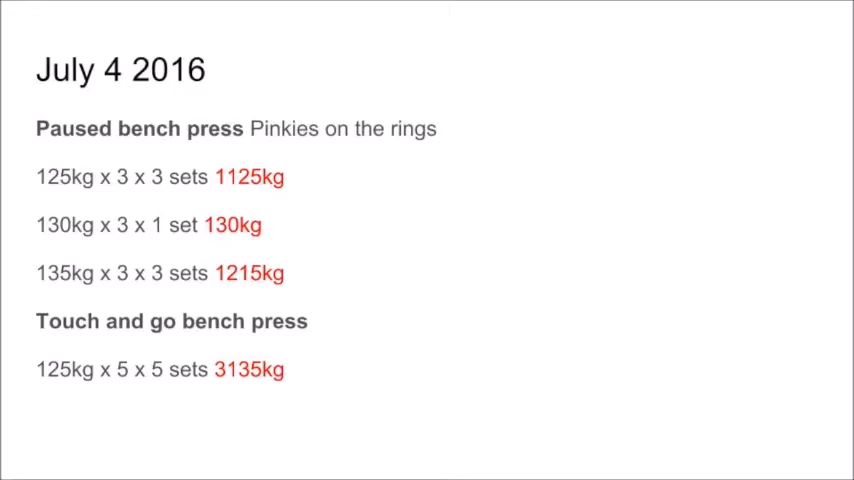 July 4 2016
Paused bench press Pinkies on the rings
125kg x 3 x 3 sets 1125kg
130kg x 3 x 1 set 130kg
135kg x 3 x 3 sets 1215kg
Touch and go bench press
125kg x 5 x 5 sets 3135kg